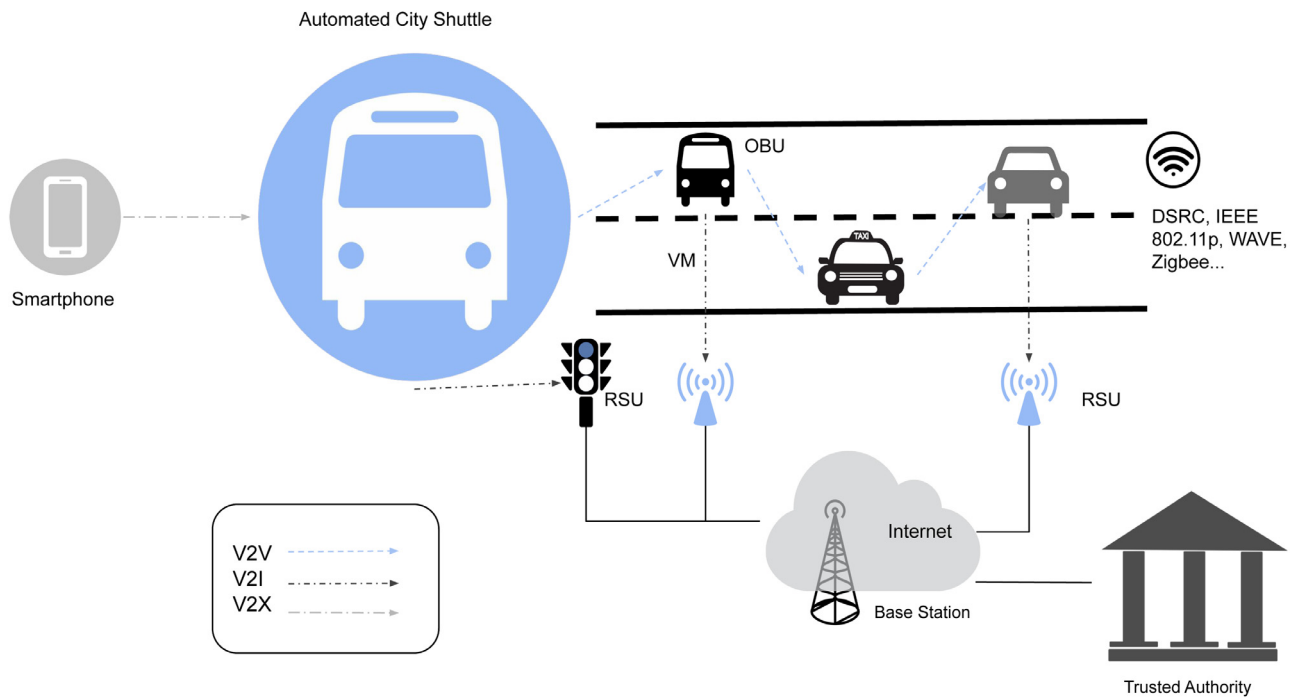 Automated City Shuttle
OBU
TAXI
DSRC, IEEE
802.11p, WAVE,
Zigbee...
VM
Smartphone
RSU
RSU
Internet
Base Station
V2V
V2I
V2X
Trusted Authority